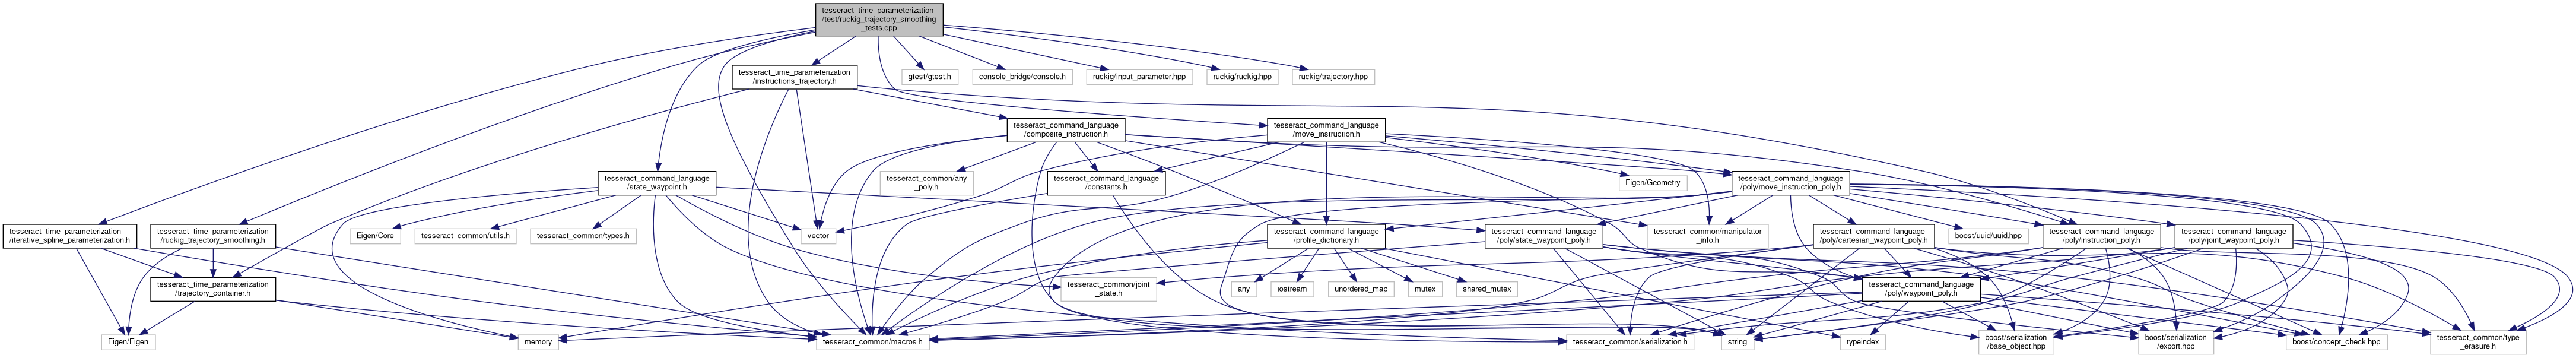 tesseract_time_parameterization
/test/ruckig_trajectory_smoothing
_tests.cpp
tesseract_time_parameterization
/instructions_trajectory.h
gtest/gtest.h
console_bridge/console.h
ruckig/input_parameter.hpp
ruckig/ruckig.hpp
ruckig/trajectory.hpp
tesseract_command_language
/composite_instruction.h
tesseract_command_language
/move_instruction.h
tesseract_command_language
/state_waypoint.h
tesseract_common/any
_poly.h
tesseract_command_language
/constants.h
Eigen/Geometry
tesseract_command_language
/poly/move_instruction_poly.h
tesseract_time_parameterization
/iterative_spline_parameterization.h
tesseract_time_parameterization
/ruckig_trajectory_smoothing.h
Eigen/Core
tesseract_common/utils.h
tesseract_common/types.h
vector
tesseract_command_language
/profile_dictionary.h
tesseract_command_language
/poly/state_waypoint_poly.h
tesseract_common/manipulator
_info.h
tesseract_command_language
/poly/cartesian_waypoint_poly.h
boost/uuid/uuid.hpp
tesseract_command_language
/poly/instruction_poly.h
tesseract_command_language
/poly/joint_waypoint_poly.h
tesseract_time_parameterization
/trajectory_container.h
tesseract_common/joint
_state.h
any
iostream
unordered_map
mutex
shared_mutex
tesseract_command_language
/poly/waypoint_poly.h
Eigen/Eigen
memory
tesseract_common/macros.h
tesseract_common/serialization.h
string
typeindex
boost/serialization
/base_object.hpp
boost/serialization
/export.hpp
boost/concept_check.hpp
tesseract_common/type
_erasure.h